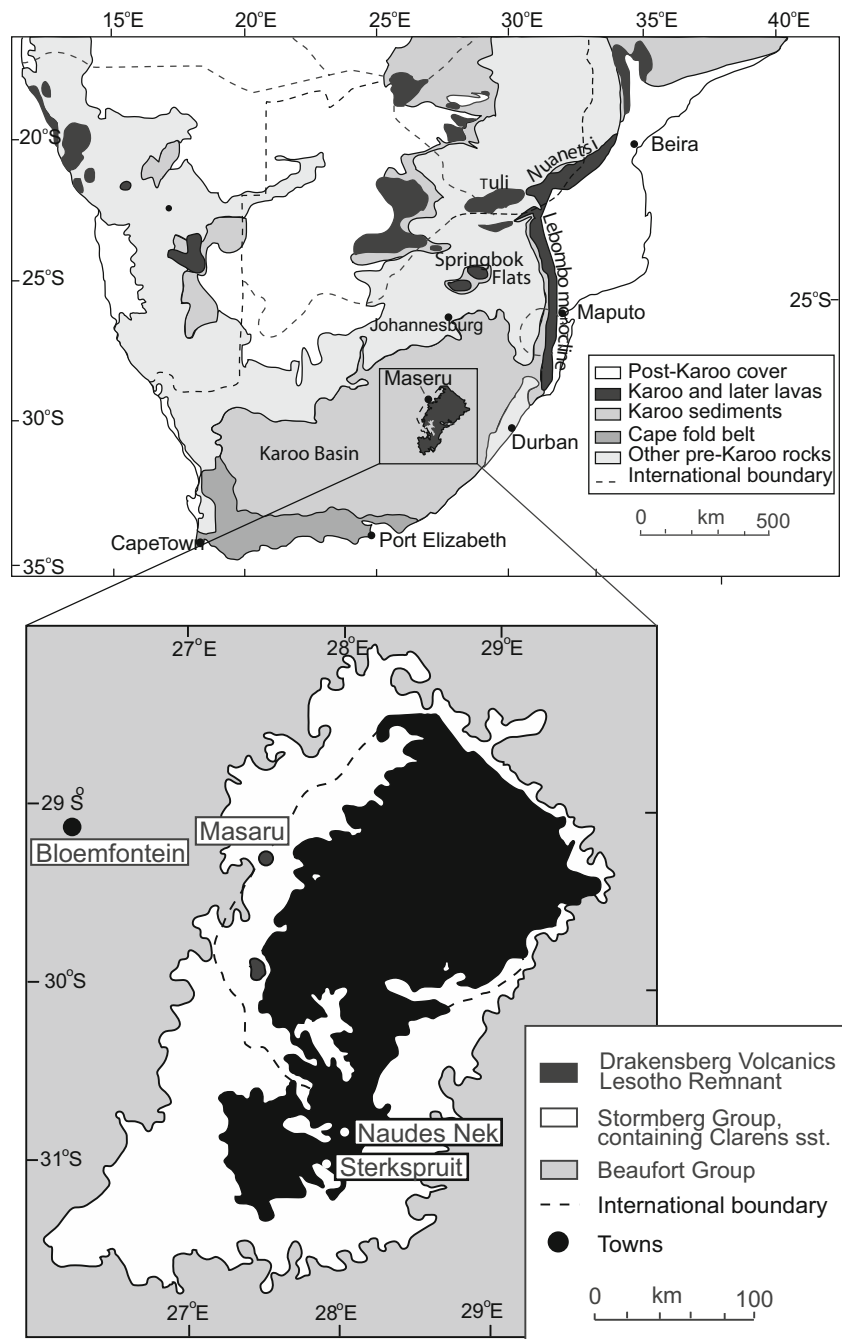 15°E 20°E 25°E 30°E 35°E 40°E
20°S
Beira
Nuanetsi
Tuli
Lebombo monocline
Springbok
Flats
25°S
25°S
Maputo
Johannesburg
Maseru
30°S
Karoo Basin
Durban
CapeTown
Port Elizabeth
35°S
Post-Karoo cover
Karoo and later lavas
Karoo sediments
Cape fold belt
Other pre-Karoo rocks
International boundary
0 km 500
27°E 28°E 29°E
29°S
Masaru
Bloemfontein
30°S
Naudes Nek
31°S
Sterkspruit
27°E 28°E 29°E
Drakensberg Volcanics
Lesotho Remnant
Stormberg Group,
containing Clarens sst.
Beaufort Group
International boundary
Towns
0 km 100